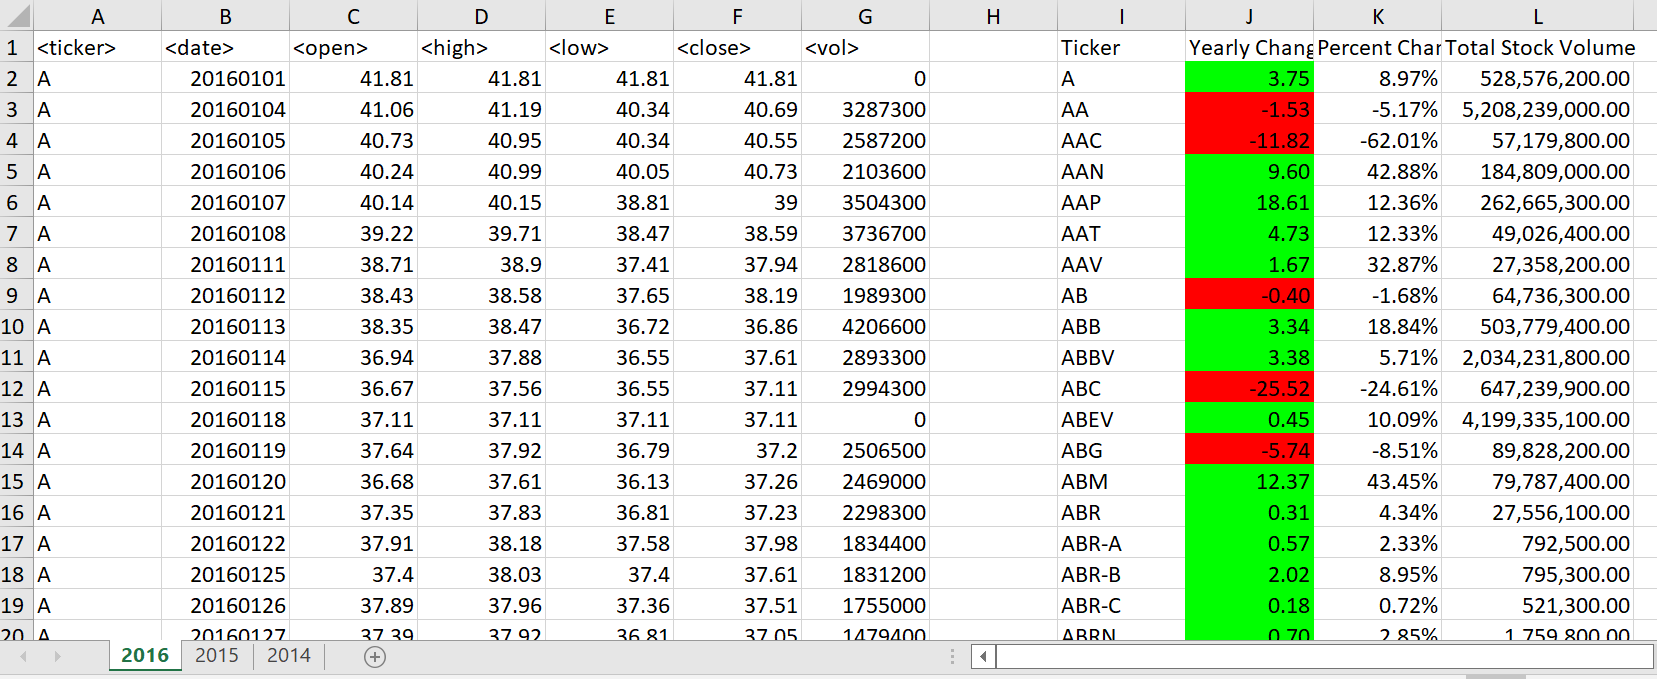 A B C D E F G H I J K L
1 <ticker> <date> <open> <high> <low> <close> <vol> Ticker Yearly Chang Percent Char Total Stock Volume
2 A 20160101 41.81 41.81 41.81 41.81 0 A 3.75 8.97% 528,576,200.00
3 A 20160104 41.06 41.19 40.34 40.69 3287300 AA -1.53 -5.17% 5,208,239,000.00
4 A 20160105 40.73 40.95 40.34 40.55 2587200 AAC -11.82 -62.01% 57,179,800.00
5 A 20160106 40.24 40.99 40.05 40.73 2103600 AAN 9.60 42.88% 184,809,000.00
6 A 20160107 40.14 40.15 38.81 39 3504300 AAP 18.61 12.36% 262,665,300.00
7 A 20160108 39.22 39.71 38.47 38.59 3736700 AAT 4.73 12.33% 49,026,400.00
8 A 20160111 38.71 38.9 37.41 37.94 2818600 AAV 1.67 32.87% 27,358,200.00
9 A 20160112 38.43 38.58 37.65 38.19 1989300 AB -0.40 -1.68% 64,736,300.00
10 A 20160113 38.35 38.47 36.72 36.86 4206600 ABB 3.34 18.84% 503,779,400.00
11 A 20160114 36.94 37.88 36.55 37.61 2893300 ABBV 3.38 5.71% 2,034,231,800.00
12 A 20160115 36.67 37.56 36.55 37.11 2994300 ABC -25.52 -24.61% 647,239,900.00
13 A 20160118 37.11 37.11 37.11 37.11 0 ABEV 0.45 10.09% 4,199,335,100.00
14 A 20160119 37.64 37.92 36.79 37.2 2506500 ABG -5.74 -8.51% 89,828,200.00
15 A 20160120 36.68 37.61 36.13 37.26 2469000 ABM 12.37 43.45% 79,787,400.00
16 A 20160121 37.35 37.83 36.81 37.23 2298300 ABR 0.31 4.34% 27,556,100.00
17 A 20160122 37.91 38.18 37.58 37.98 1834400 ABR-A 0.57 2.33% 792,500.00
18 A 20160125 37.4 38.03 37.4 37.61 1831200 ABR-B 2.02 8.95% 795,300.00
19 A 20160126 37.89 37.96 37.36 37.51 1755000 ABR-C 0.18 0.72% 521,300.00
20 A 20160127 37.39 37.92 36.81 37.05 1479400 ABRN 0.70 2.85% 1,759,800.00
2016 2015 2014